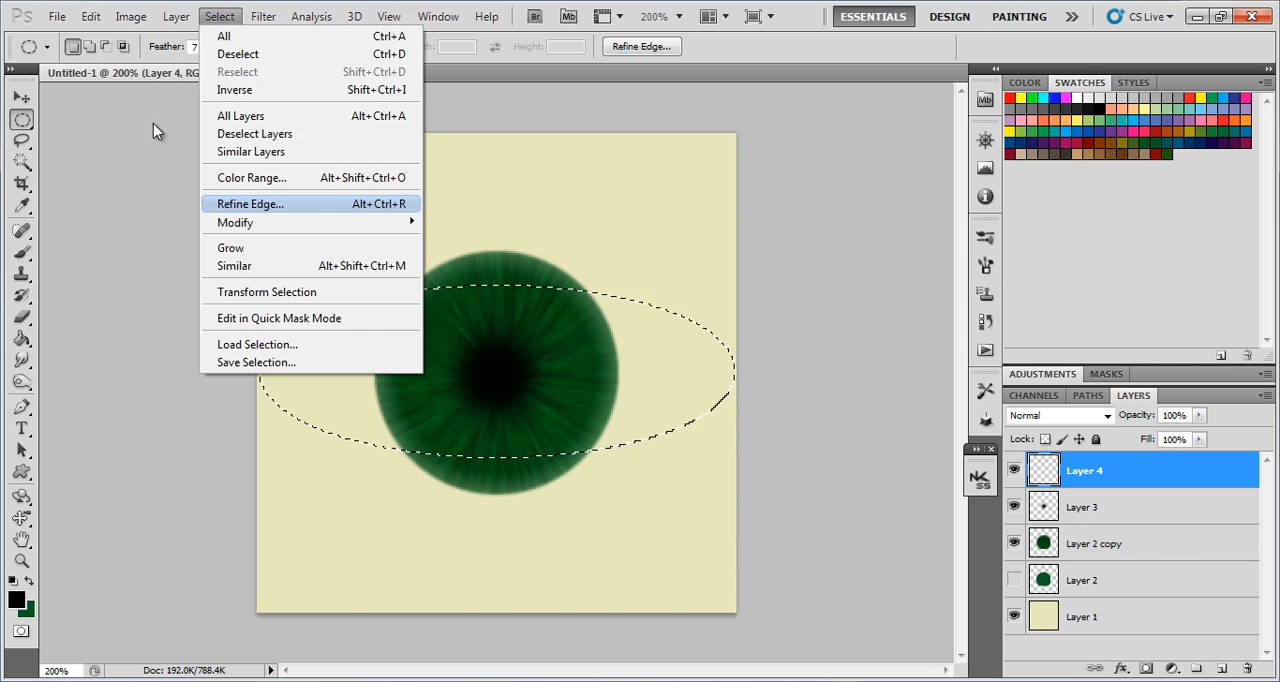 Ps File Edit Image Layer Select Filter Analysis 3D View Window Help Br Mb 200% ESSENTIALS DESIGN PAINTING CS Live
Feather: 7 Height: Refine Edge...
Untitled-1 @ 200% (Layer 4, RG
All Ctrl+A
Deselect Ctrl+D
Reselect Shift+Ctrl+D
Inverse Shift+Ctrl+I
All Layers Alt+Ctrl+A
Deselect Layers
Similar Layers
Color Range... Alt+Shift+Ctrl+O
Refine Edge... Alt+Ctrl+R
Modify
Grow
Similar Alt+Shift+Ctrl+M
Transform Selection
Edit in Quick Mask Mode
Load Selection...
Save Selection...
COLOR SWATCHES STYLES
Mb
ADJUSTMENTS MASKS
CHANNELS PATHS LAYERS
Normal Opacity: 100%
Lock: Fill: 100%
Layer 4
Layer 3
Layer 2 copy
Layer 2
Layer 1
200% Doc: 192.0K/788.4K